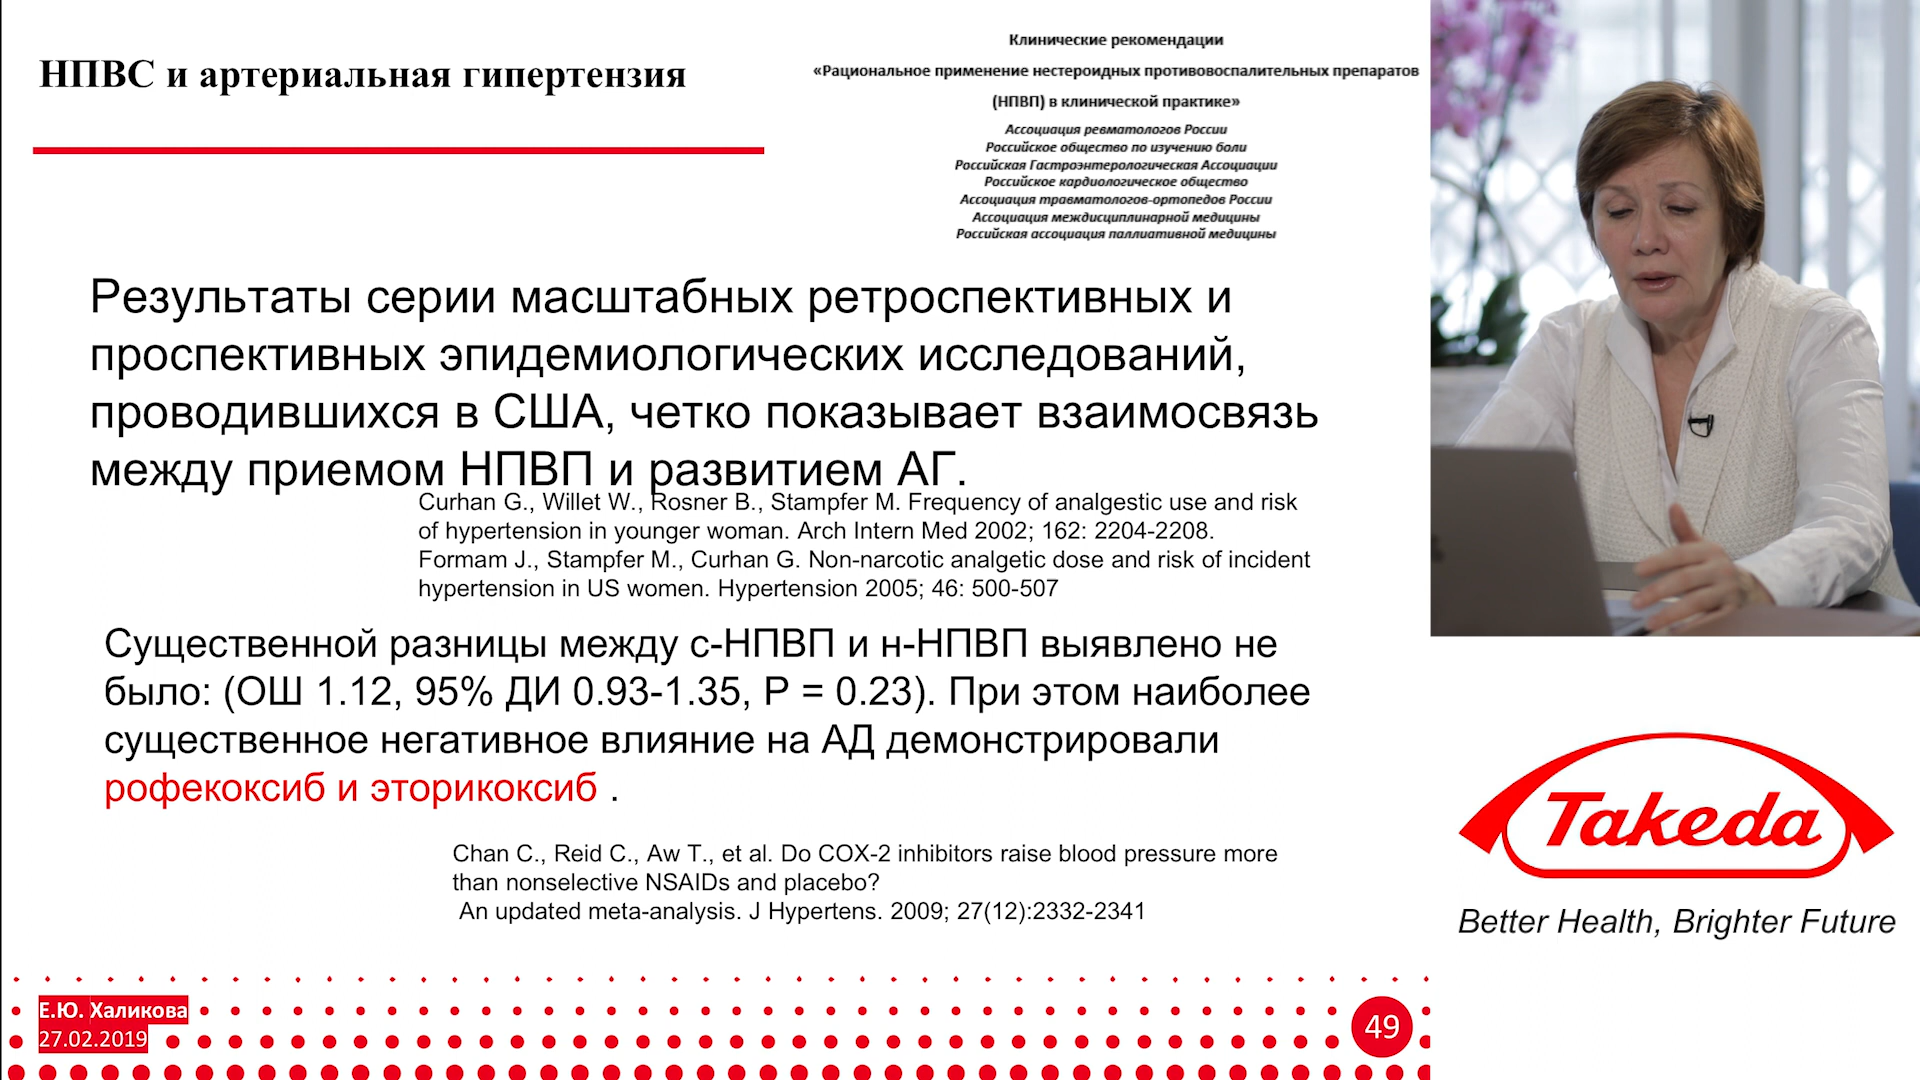 НПВС и артериальная гипертензия
Клинические рекомендации
«Рациональное применение нестероидных противовоспалительных препаратов
(НПВП) в клинической практике»
Ассоциация ревматологов России
Российское общество по изучению боли
Российская Гастроэнтерологическая Ассоциации
Российское кардиологическое общество
Ассоциация травматологов-ортопедов России
Ассоциация междисциплинарной медицины
Российская ассоциация паллиативной медицины
Результаты серии масштабных ретроспективных и
проспективных эпидемиологических исследований,
проводившихся в США, четко показывает взаимосвязь
между приемом НПВП и развитием АГ.
Curhan G., Willet W., Rosner B., Stampfer M. Frequency of analgestic use and risk
of hypertension in younger woman. Arch Intern Med 2002; 162: 2204-2208.
Formam J., Stampfer M., Curhan G. Non-narcotic analgetic dose and risk of incident
hypertension in US women. Hypertension 2005; 46: 500-507
Существенной разницы между с-НПВП и н-НПВП выявлено не
было: (ОШ 1.12, 95% ДИ 0.93-1.35, P = 0.23). При этом наиболее
существенное негативное влияние на АД демонстрировали
рофекоксиб и эторикоксиб .
Chan C., Reid C., Aw T., et al. Do COX-2 inhibitors raise blood pressure more
than nonselective NSAIDs and placebo?
An updated meta-analysis. J Hypertens. 2009; 27(12):2332-2341
Е.Ю. Халикова
27.02.2019
49
Takeda
Better Health, Brighter Future